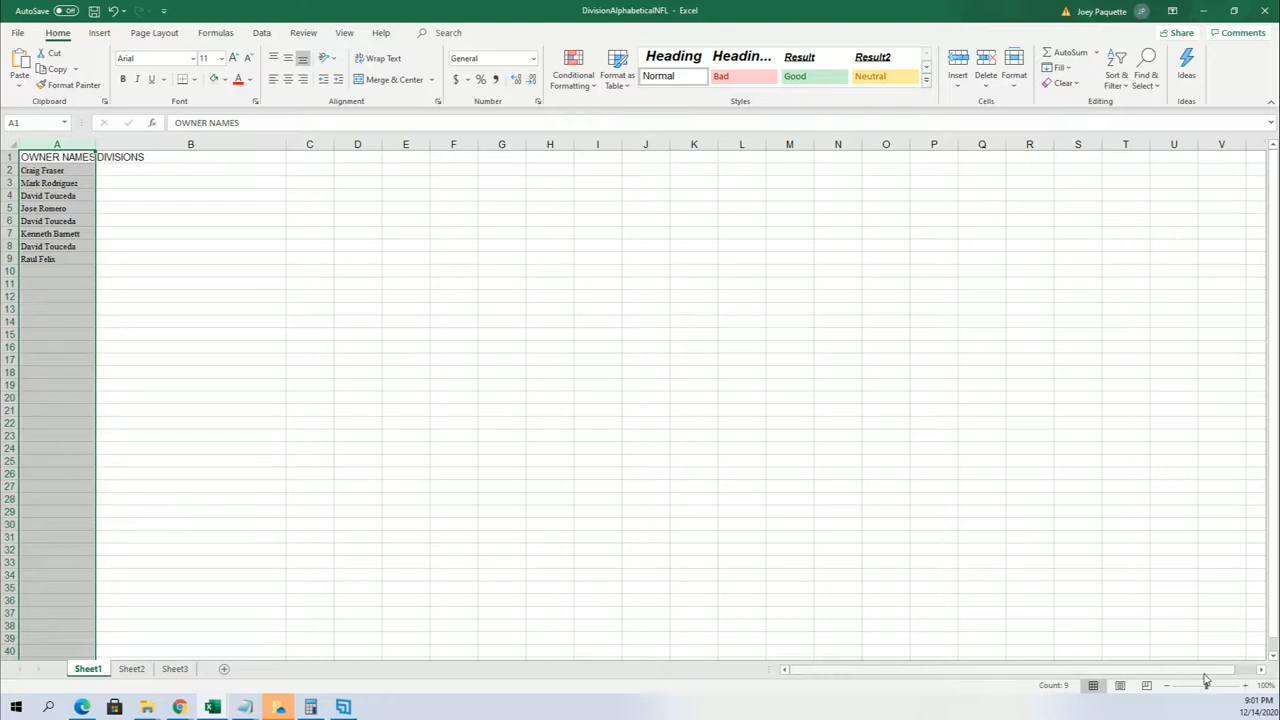 AutoSave Off
DivisionAlphabeticalNFL - Excel
Joey Paquette JP
File Home Insert Page Layout Formulas Data Review View Help Search Share Comments
Paste Cut Copy Format Painter
Arial 11 A A
B I U A
Wrap Text
Merge & Center
General
$ % ,
Conditional Formatting Format as Table
Heading Headin... Result Result2
Normal Bad Good Neutral
Insert Delete Format
AutoSum Fill Clear
Sort & Filter Find & Select
Ideas
Clipboard Font Alignment Number Styles Cells Editing Ideas
A1 fx OWNER NAMES
A B C D E F G H I J K L M N O P Q R S T U V
1 OWNER NAMES DIVISIONS
2 Craig Fraser
3 Mark Rodriguez
4 David Touceda
5 Jose Romero
6 David Touceda
7 Kenneth Barnett
8 David Touceda
9 Raul Felix
10
11
12
13
14
15
16
17
18
19
20
21
22
23
24
25
26
27
28
29
30
31
32
33
34
35
36
37
38
39
40
Sheet1 Sheet2 Sheet3
Count: 9 100%
9:01 PM
12/14/2020